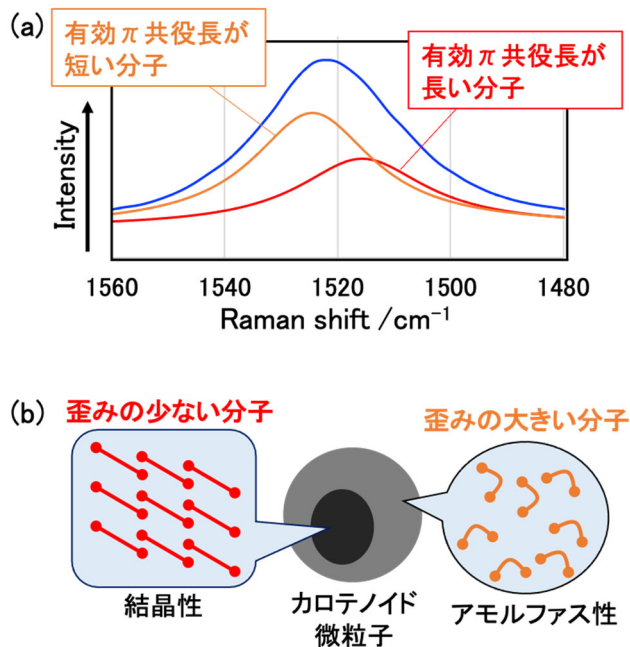 (a)
有効π共役長が
短い分子
有効π共役長が
長い分子
Intensity
1560 1540 1520 1500 1480
Raman shift /cm⁻¹
(b)
歪みの少ない分子
歪みの大きい分子
結晶性
カロテノイド
微粒子
アモルファス性